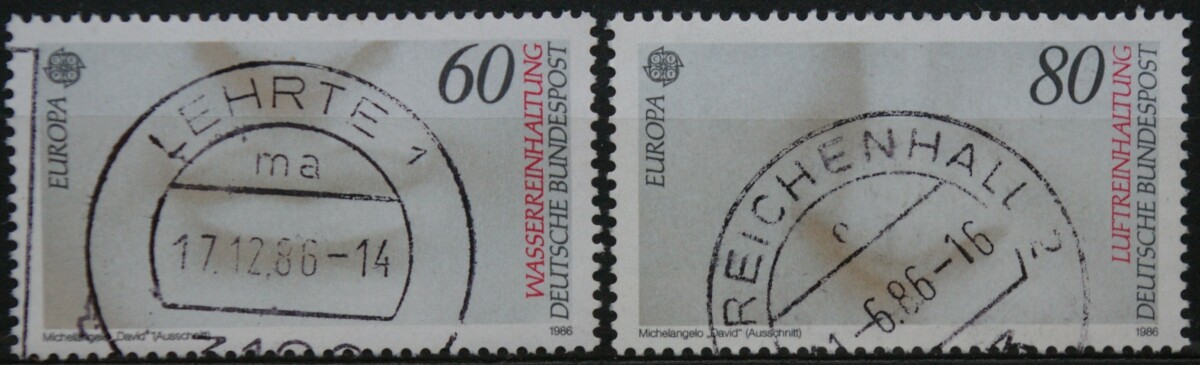 EUROPA
60
WASSERREINHALTUNG
DEUTSCHE BUNDESPOST
LEHRTE 1
ma
17.12.86-14
Michelangelo „David“ (Ausschnitt)
1986
EUROPA
80
LUFTREINHALTUNG
DEUTSCHE BUNDESPOST
REICHENHALL 2
c
6.86-16
Michelangelo „David“ (Ausschnitt)
1986